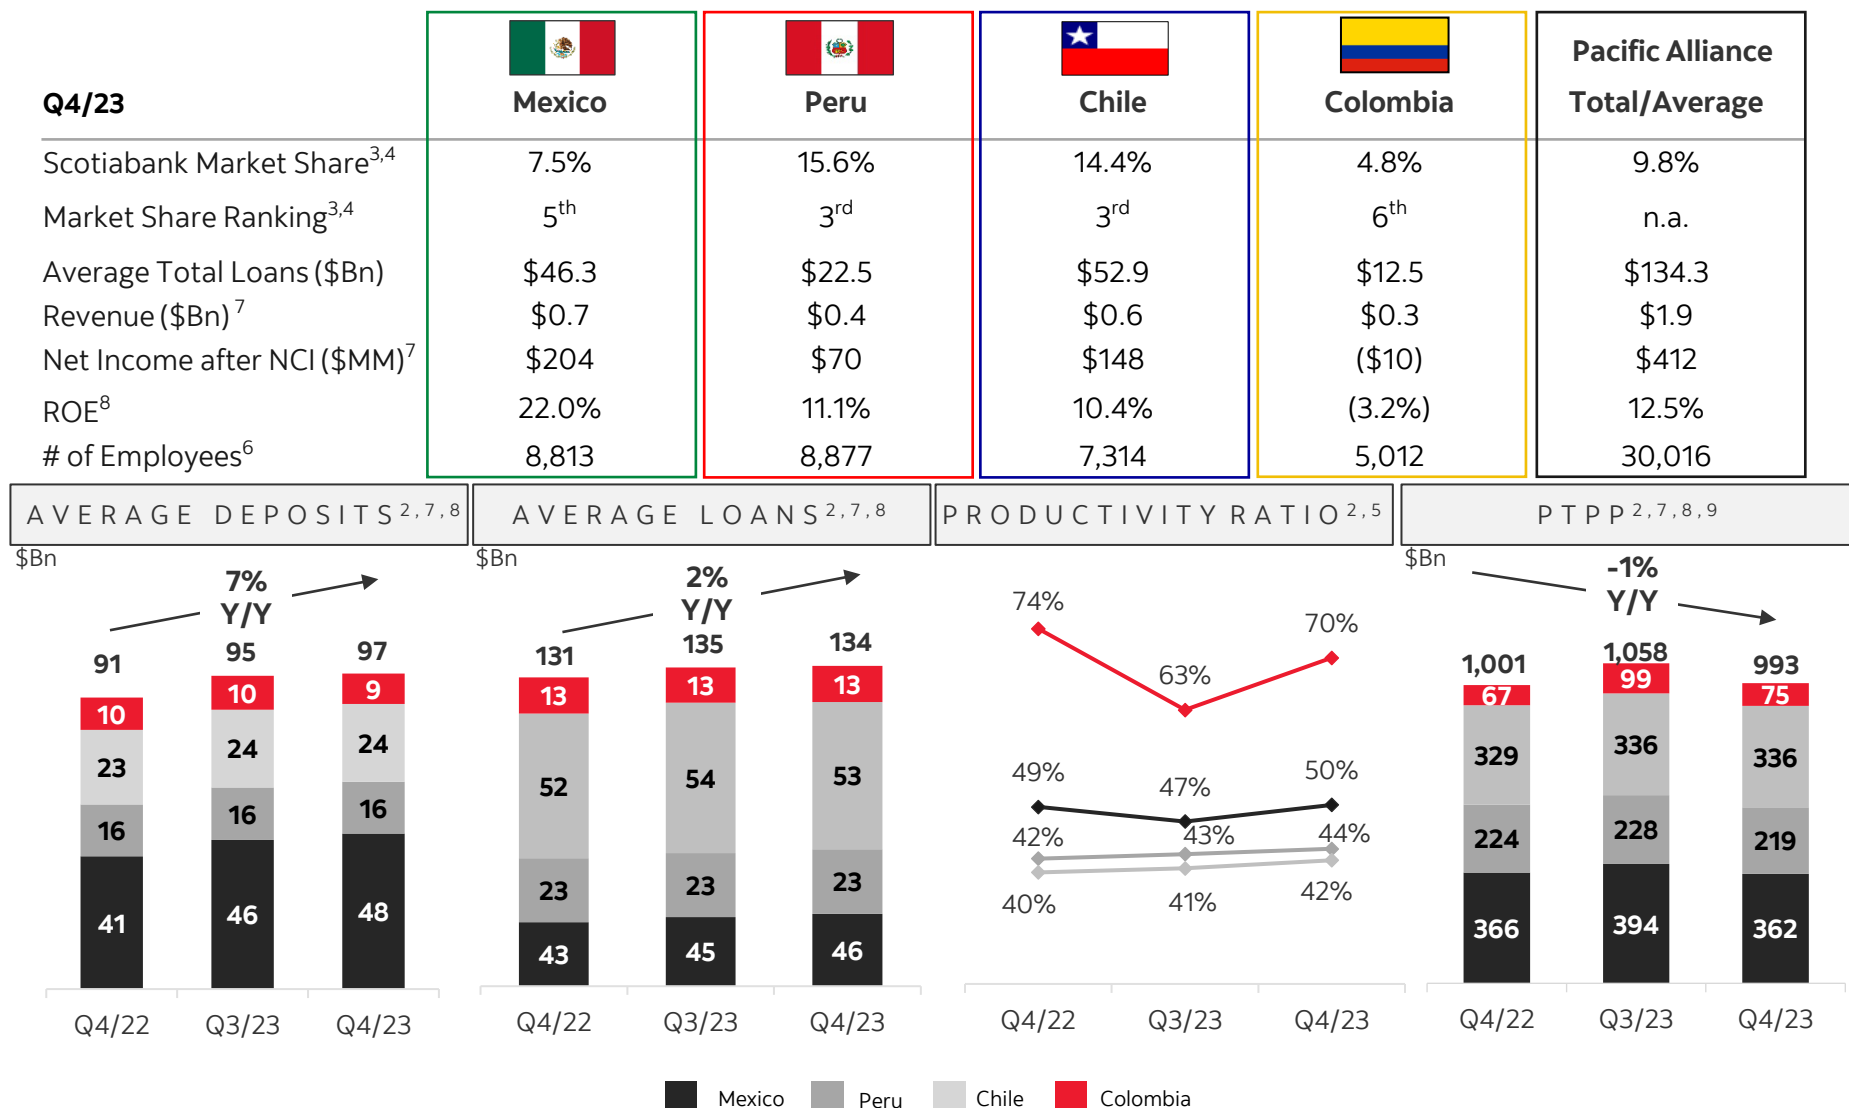 Pacific Alliance
Q4/23 Mexico Peru Chile Colombia Total/Average
Scotiabank Market Share3,4 7.5% 15.6% 14.4% 4.8% 9.8%
Market Share Ranking3,4 5th 3rd 3rd 6th n.a.
Average Total Loans ($Bn) $46.3 $22.5 $52.9 $12.5 $134.3
Revenue ($Bn) 7 $0.7 $0.4 $0.6 $0.3 $1.9
Net Income after NCI ($MM)7 $204 $70 $148 ($10) $412
ROE8 22.0% 11.1% 10.4% (3.2%) 12.5%
# of Employees6 8,813 8,877 7,314 5,012 30,016
AVERAGE DEPOSITS2,7,8
$Bn
7%
Y/Y
91 95 97
10 10 9
23 24 24
16 16 16
41 46 48
Q4/22 Q3/23 Q4/23
AVERAGE LOANS2,7,8
$Bn
2%
Y/Y
131 135 134
13 13 13
52 54 53
23 23 23
43 45 46
Q4/22 Q3/23 Q4/23
PRODUCTIVITY RATIO2,5
74% 63% 70%
49% 47% 50%
42% 43% 44%
40% 41% 42%
Q4/22 Q3/23 Q4/23
PTPP2,7,8,9
$Bn
-1%
Y/Y
1,001 1,058 993
67 99 75
329 336 336
224 228 219
366 394 362
Q4/22 Q3/23 Q4/23
Mexico Peru Chile Colombia